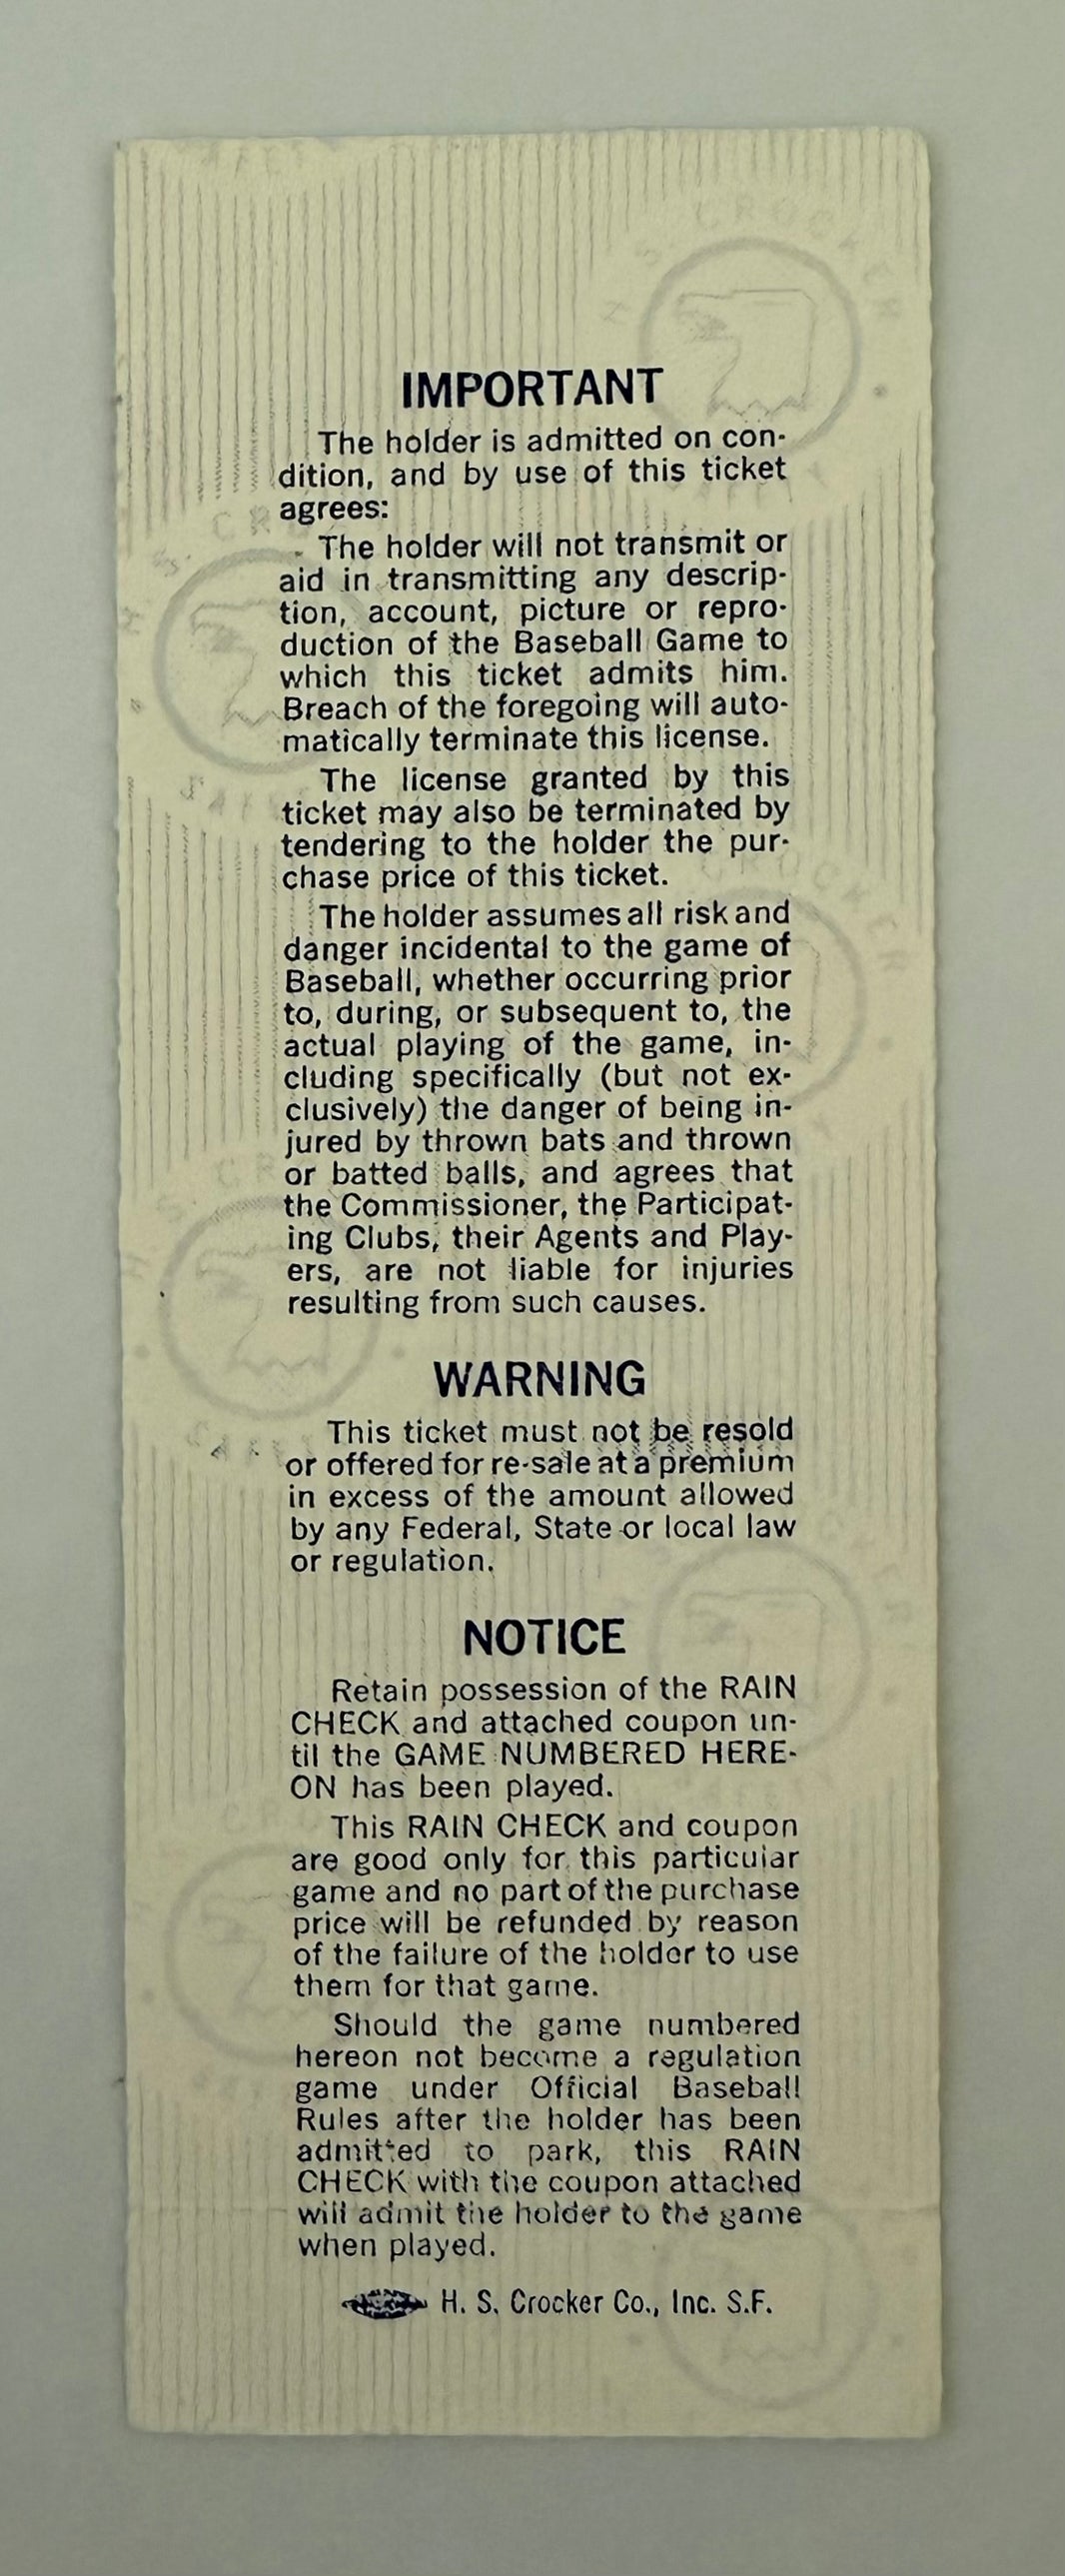 IMPORTANT
The holder is admitted on con-
dition, and by use of this ticket
agrees:
The holder will not transmit or
aid in transmitting any descrip-
tion, account, picture or repro-
duction of the Baseball Game to
which this ticket admits him.
Breach of the foregoing will auto-
matically terminate this license.
The license granted by this
ticket may also be terminated by
tendering to the holder the pur-
chase price of this ticket.
The holder assumes all risk and
danger incidental to the game of
Baseball, whether occurring prior
to, during, or subsequent to, the
actual playing of the game, in-
cluding specifically (but not ex-
clusively) the danger of being in-
jured by thrown bats and thrown
or batted balls, and agrees that
the Commissioner, the Participat-
ing Clubs, their Agents and Play-
ers, are not liable for injuries
resulting from such causes.
WARNING
This ticket must not be resold
or offered for re-sale at a premium
in excess of the amount allowed
by any Federal, State or local law
or regulation.
NOTICE
Retain possession of the RAIN
CHECK and attached coupon un-
til the GAME NUMBERED HERE-
ON has been played.
This RAIN CHECK and coupon
are good only for this particular
game and no part of the purchase
price will be refunded by reason
of the failure of the holder to use
them for that game.
Should the game numbered
hereon not become a regulation
game under Official Baseball
Rules after the holder has been
admitted to park, this RAIN
CHECK with the coupon attached
will admit the holder to the game
when played.
H. S. Crocker Co., Inc. S.F.